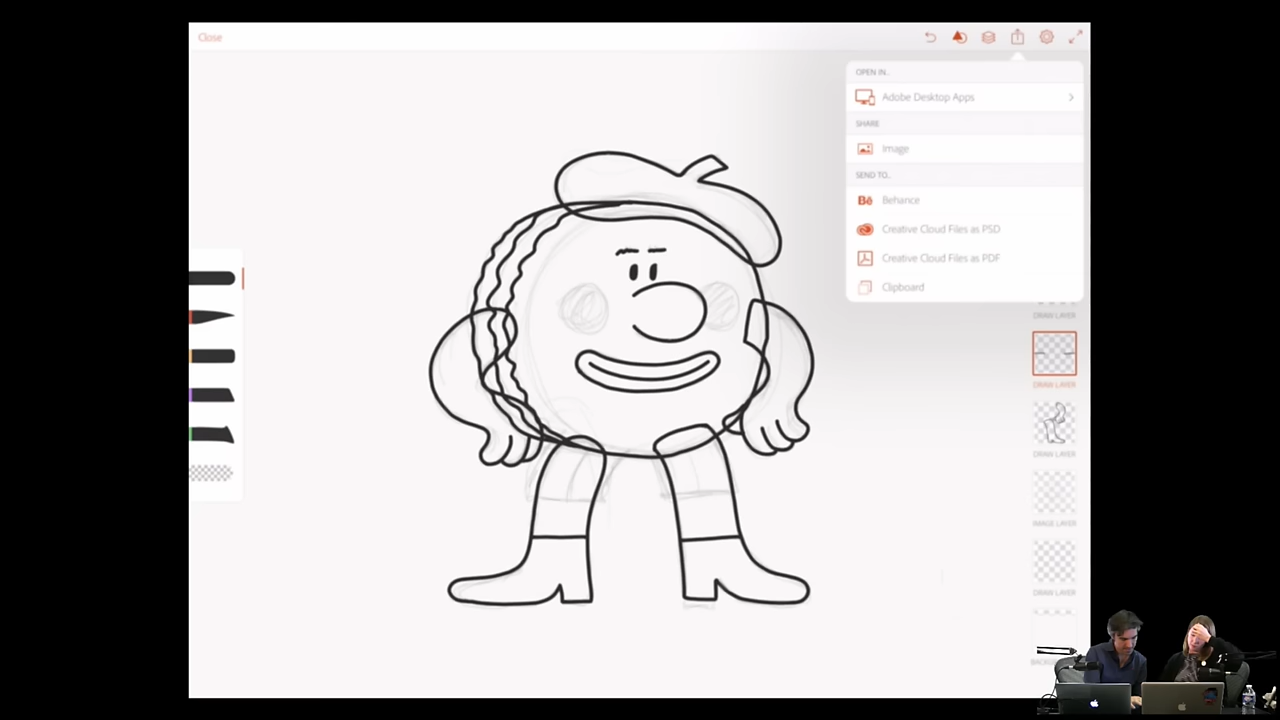 Close
OPEN IN...
Adobe Desktop Apps
SHARE
Image
SEND TO...
Bē Behance
Creative Cloud Files as PSD
Creative Cloud Files as PDF
Clipboard
DRAW LAYER
DRAW LAYER
DRAW LAYER
IMAGE LAYER
DRAW LAYER